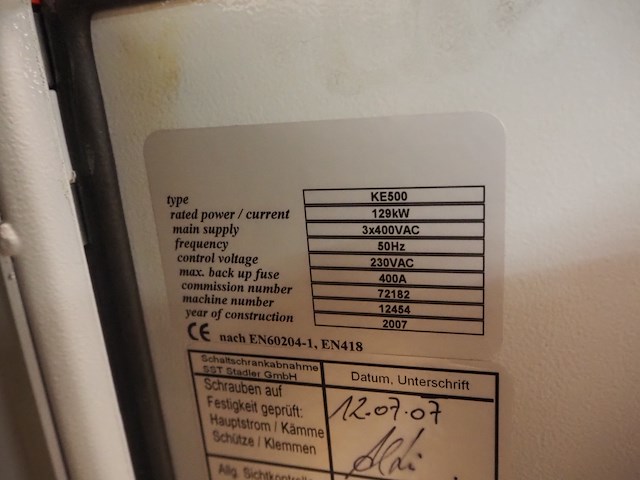 type KE500
rated power / current 129kW
main supply 3x400VAC
frequency 50Hz
control voltage 230VAC
max. back up fuse 400A
commission number 72182
machine number 12454
year of construction 2007
CE nach EN60204-1, EN418
Schaltschrankabnahme
SST Stadler GmbH
Datum, Unterschrift
Schrauben auf
Festigkeit geprüft:
Hauptstrom / Kämme
Schütze / Klemmen
12.07.07
Allg. Sichtkontrolle